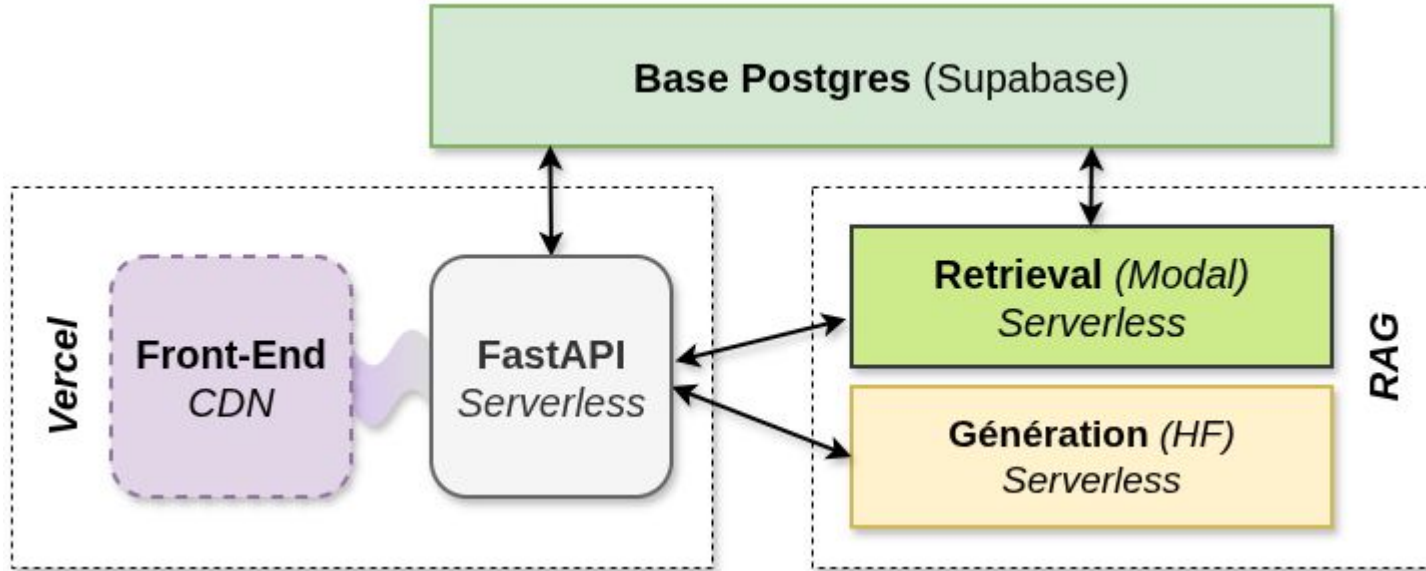 Base Postgres (Supabase)
Vercel
Front-End
CDN
FastAPI
Serverless
Retrieval (Modal)
Serverless
Génération (HF)
Serverless
RAG